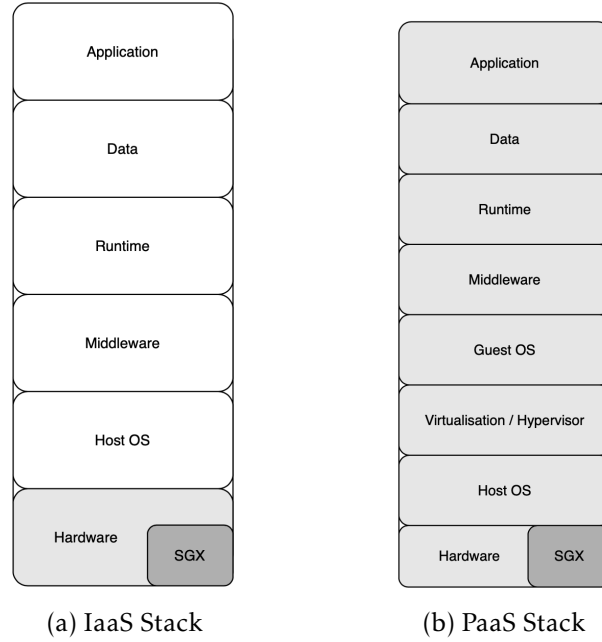 Application
Data
Runtime
Middleware
Host OS
Hardware
SGX
(a) IaaS Stack
Application
Data
Runtime
Middleware
Guest OS
Virtualisation / Hypervisor
Host OS
Hardware
SGX
(b) PaaS Stack